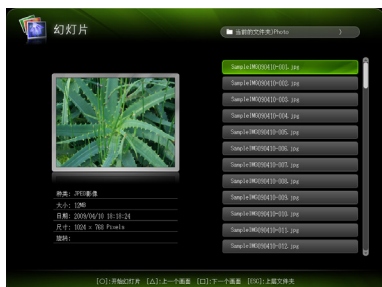 幻灯片
当前的文件夹)Photo )
SampleIMG090410-001.jpg
SampleIMG090410-002.jpg
SampleIMG090410-003.jpg
SampleIMG090410-004.jpg
SampleIMG090410-005.jpg
SampleIMG090410-006.jpg
SampleIMG090410-007.jpg
SampleIMG090410-008.jpg
SampleIMG090410-009.jpg
SampleIMG090410-010.jpg
SampleIMG090410-011.jpg
SampleIMG090410-012.jpg
种类: JPEG影像
大小: 12MB
日期: 2009/04/10 18:18:24
尺寸: 1024 x 768 Pixels
旋转:
[○]:开始幻灯片 [△]:上一个画面 [口]:下一个画面 [ESC]:上层文件夹